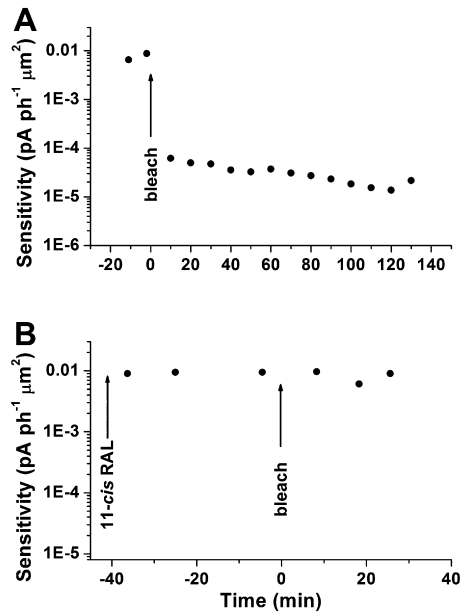 A
Sensitivity (pA ph-1 µm2)
0.01
1E-3
1E-4
1E-5
1E-6
bleach
-20 0 20 40 60 80 100 120 140
B
Sensitivity (pA ph-1 µm2)
0.01
1E-3
1E-4
1E-5
11-cis RAL
bleach
-40 -20 0 20 40
Time (min)